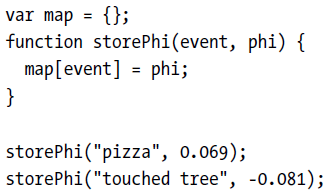 var map = {};
function storePhi(event, phi) {
  map[event] = phi;
}

storePhi("pizza", 0.069);
storePhi("touched tree", -0.081);